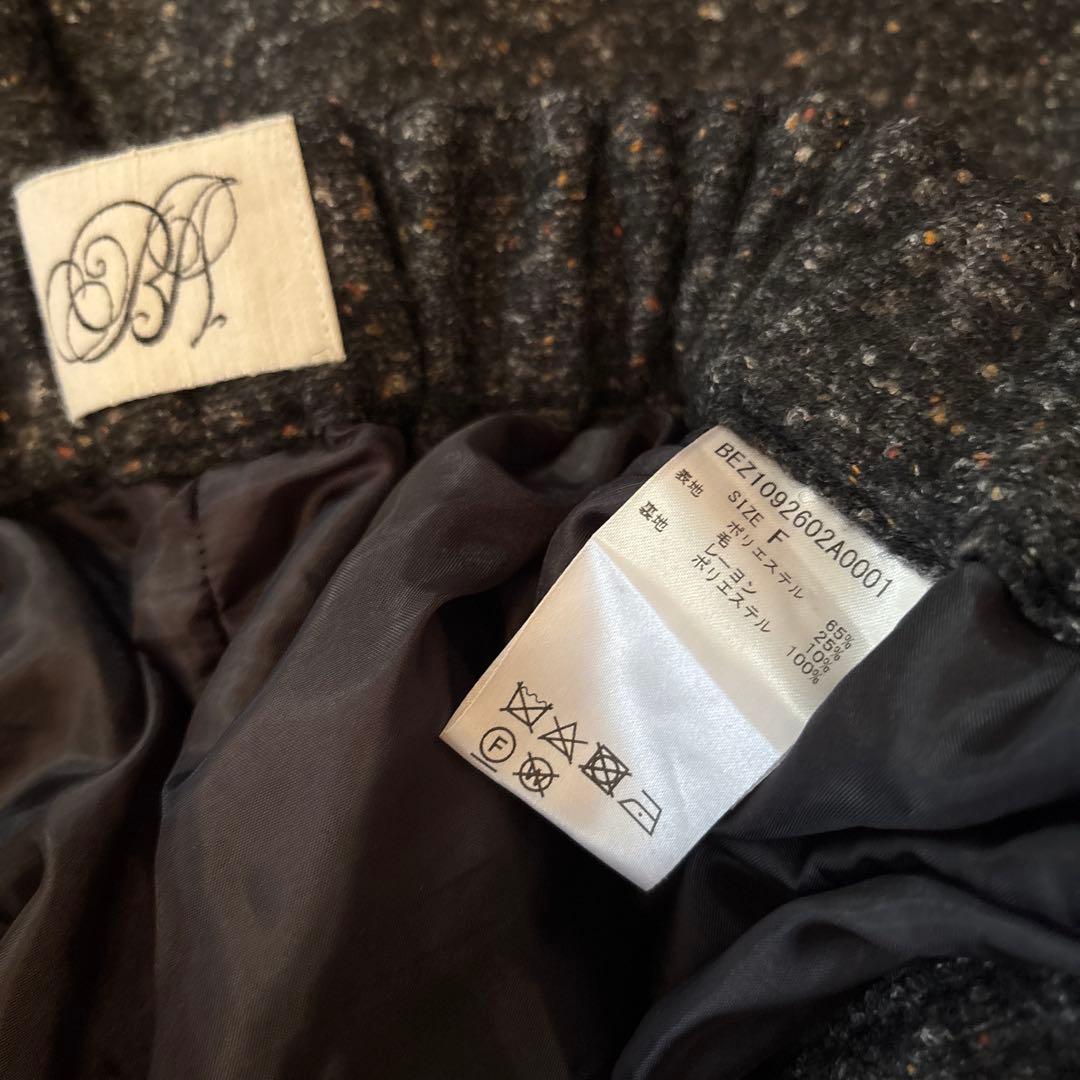 BA
BEZ1092602A0001
SIZE F
表地 ポリエステル 65%
毛 25%
レーヨン 10%
裏地 ポリエステル 100%
F
W